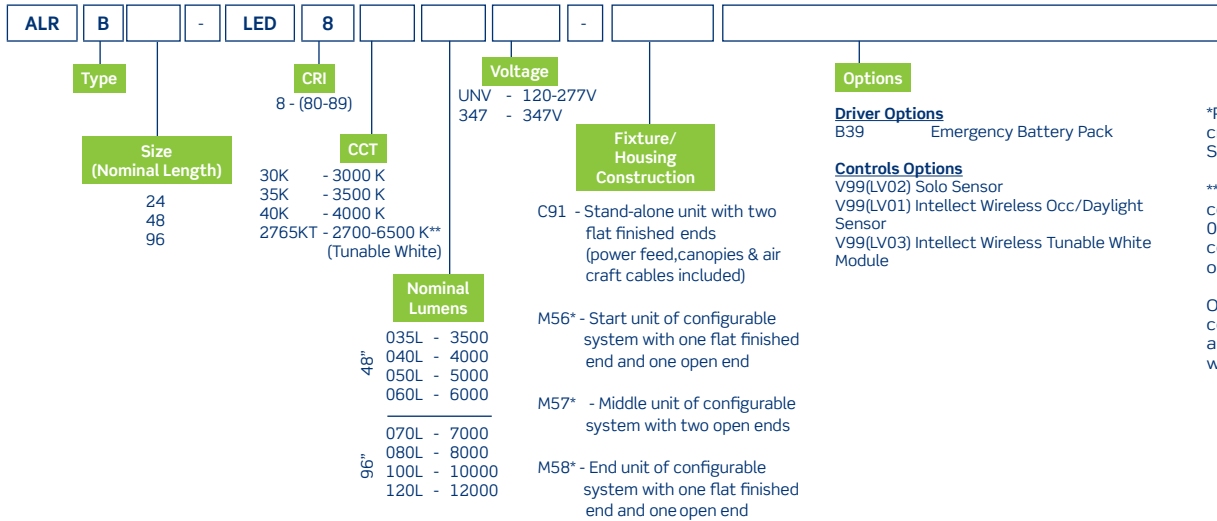 ALR B - LED 8 -
Type
Size
(Nominal Length)
24
48
96
CRI
8 - (80-89)
CCT
30K - 3000 K
35K - 3500 K
40K - 4000 K
2765KT - 2700-6500 K**
(Tunable White)
Nominal
Lumens
48"
035L - 3500
040L - 4000
050L - 5000
060L - 6000
96"
070L - 7000
080L - 8000
100L - 10000
120L - 12000
Voltage
UNV - 120-277V
347 - 347V
Fixture/
Housing
Construction
C91 - Stand-alone unit with two
flat finished ends
(power feed,canopies & air
craft cables included)
M56* - Start unit of configurable
system with one flat finished
end and one open end
M57* - Middle unit of configurable
system with two open ends
M58* - End unit of configurable
system with one flat finished
end and one open end
Options
Driver Options
B39 Emergency Battery Pack
Controls Options
V99(LV02) Solo Sensor
V99(LV01) Intellect Wireless Occ/Daylight
Sensor
V99(LV03) Intellect Wireless Tunable White
Module